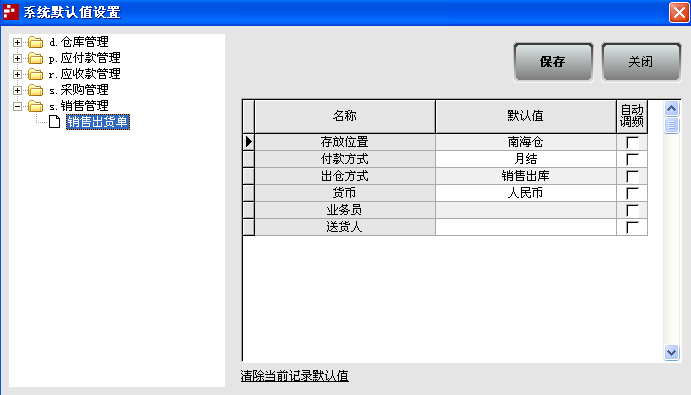 系统默认值设置
d. 仓库管理
p. 应付款管理
r. 应收款管理
s. 采购管理
s. 销售管理
销售出货单
保存 关闭
名称 默认值 自动调频
存放位置 南海仓
付款方式 月结
出仓方式 销售出库
货币 人民币
业务员
送货人
清除当前记录默认值